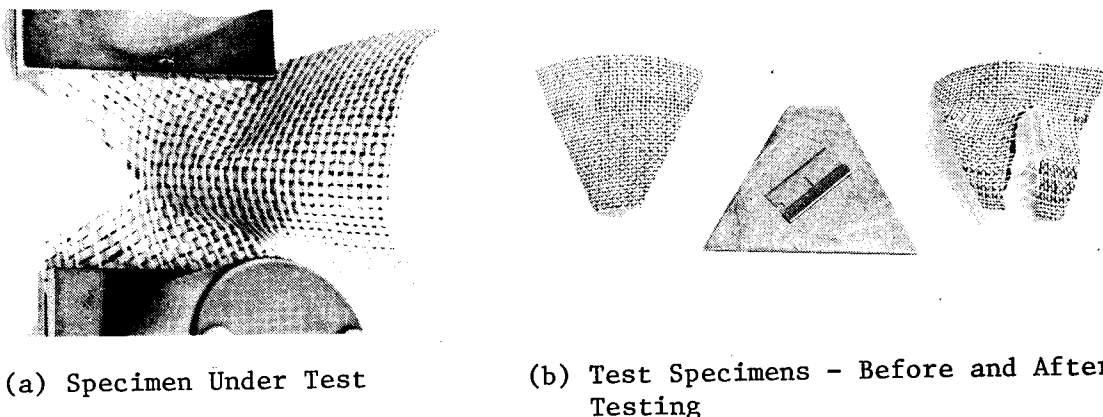 (a) Specimen Under Test
(b) Test Specimens - Before and After
Testing